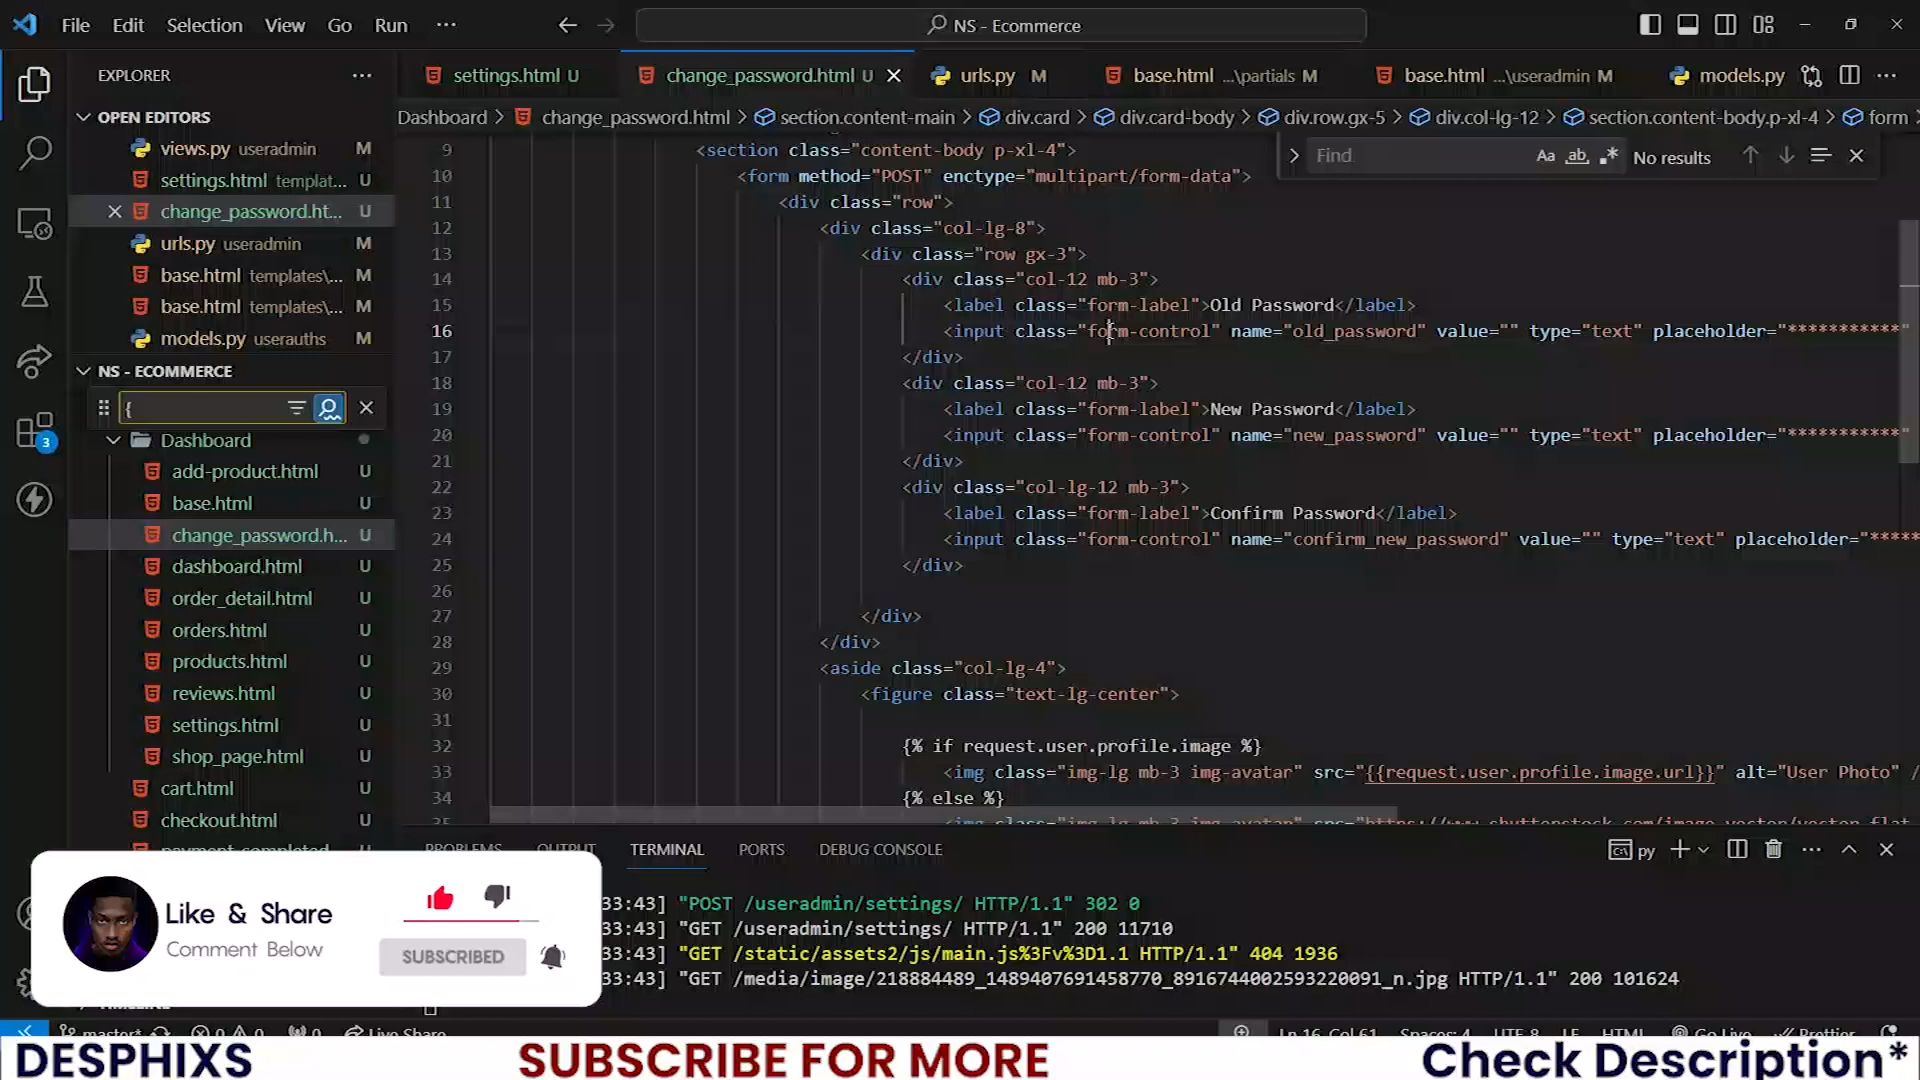 File Edit Selection View Go Run ··· NS - Ecommerce
EXPLORER
settings.html U change_password.html U urls.py M base.html ...\partials M base.html ...\useradmin M models.py
OPEN EDITORS
Dashboard > change_password.html > section.content-main > div.card > div.card-body > div.row.gx-5 > div.col-lg-12 > section.content-body.p-xl-4 > form
views.py useradmin M
settings.html templat... U
change_password.ht... U
urls.py useradmin M
base.html templates\... M
base.html templates\... M
models.py userauths M
NS - ECOMMERCE
{
Dashboard
add-product.html U
base.html U
change_password.h... U
dashboard.html U
order_detail.html U
orders.html U
products.html U
reviews.html U
settings.html U
shop_page.html U
cart.html U
checkout.html U
Find Aa ab .* No results
9 <section class="content-body p-xl-4">
10 <form method="POST" enctype="multipart/form-data">
11 <div class="row">
12 <div class="col-lg-8">
13 <div class="row gx-3">
14 <div class="col-12 mb-3">
15 <label class="form-label">Old Password</label>
16 <input class="form-control" name="old_password" value="" type="text" placeholder="***********"
17 </div>
18 <div class="col-12 mb-3">
19 <label class="form-label">New Password</label>
20 <input class="form-control" name="new_password" value="" type="text" placeholder="***********"
21 </div>
22 <div class="col-lg-12 mb-3">
23 <label class="form-label">Confirm Password</label>
24 <input class="form-control" name="confirm_new_password" value="" type="text" placeholder="*****
25 </div>
26
27 </div>
28 </div>
29 <aside class="col-lg-4">
30 <figure class="text-lg-center">
31
32 {% if request.user.profile.image %}
33 <img class="img-lg mb-3 img-avatar" src="{{request.user.profile.image.url}}" alt="User Photo" /
34 {% else %}
PROBLEMS OUTPUT TERMINAL PORTS DEBUG CONSOLE py
33:43] "POST /useradmin/settings/ HTTP/1.1" 302 0
33:43] "GET /useradmin/settings/ HTTP/1.1" 200 11710
33:43] "GET /static/assets2/js/main.js%3Fv%3D1.1 HTTP/1.1" 404 1936
33:43] "GET /media/image/218884489_1489407691458770_8916744002593220091_n.jpg HTTP/1.1" 200 101624
Like & Share
Comment Below
SUBSCRIBED
3
master* 0 0 0 Live Share Ln 16, Col 61 Spaces: 4 UTF-8 LF HTML Go Live Prettier
DESPHIXS SUBSCRIBE FOR MORE Check Description*